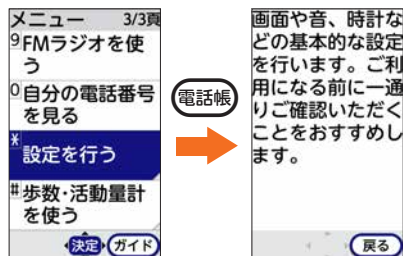 メニュー 3/3頁
9FMラジオを使
う
0自分の電話番号
を見る
*設定を行う
#歩数・活動量計
を使う
決定 ガイド
電話帳
画面や音、時計な
どの基本的な設定
を行います。ご利
用になる前に一通
りご確認いただく
ことをおすすめし
ます。
戻る